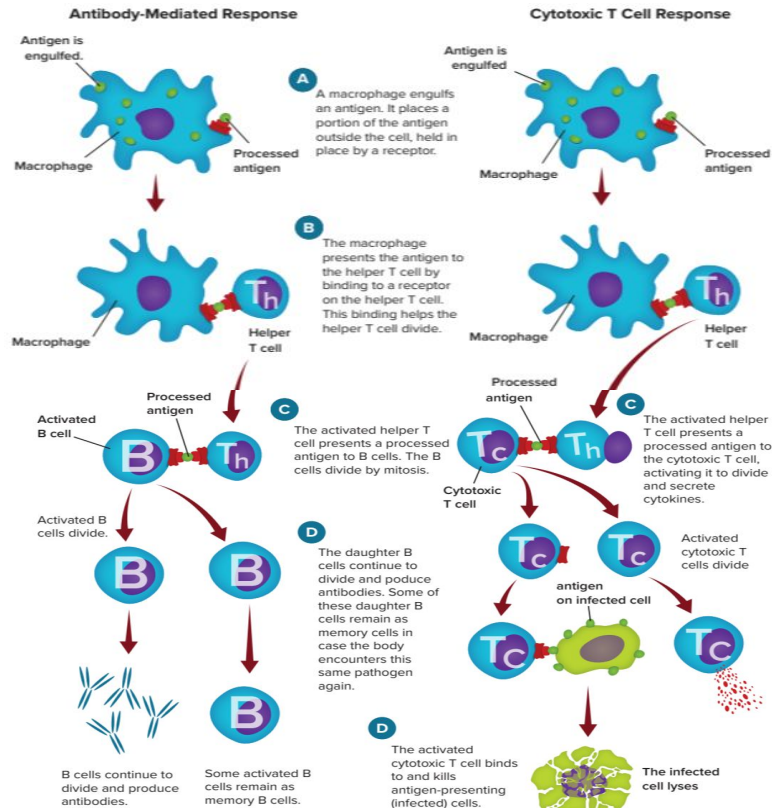 Antibody-Mediated Response
Antigen is
engulfed.
Macrophage
Processed
antigen
A
A macrophage engulfs
an antigen. It places a
portion of the antigen
outside the cell, held in
place by a receptor.
Cytotoxic T Cell Response
Antigen is
engulfed
Macrophage
Processed
antigen
Macrophage
Th
Helper
T cell
B
The macrophage
presents the antigen to
the helper T cell by
binding to a receptor
on the helper T cell.
This binding helps the
helper T cell divide.
Macrophage
Th
Helper
T cell
Activated
B cell
Processed
antigen
B
Th
C
The activated helper T
cell presents a processed
antigen to B cells. The B
cells divide by mitosis.
Processed
antigen
Tc
Th
Cytotoxic
T cell
C
The activated helper
T cell presents a
processed antigen to
the cytotoxic T cell,
activating it to divide
and secrete
cytokines.
Activated B
cells divide.
B
B
D
The daughter B
cells continue to
divide and poduce
antibodies. Some of
these daughter B
cells remain as
memory cells in
case the body
encounters this
same pathogen
again.
Tc
Tc
Activated
cytotoxic T
cells divide
antigen
on infected cell
Tc
Tc
B
B cells continue to
divide and produce
antibodies.
Some activated B
cells remain as
memory B cells.
D
The activated
cytotoxic T cell binds
to and kills
antigen-presenting
(infected) cells.
The infected
cell lyses